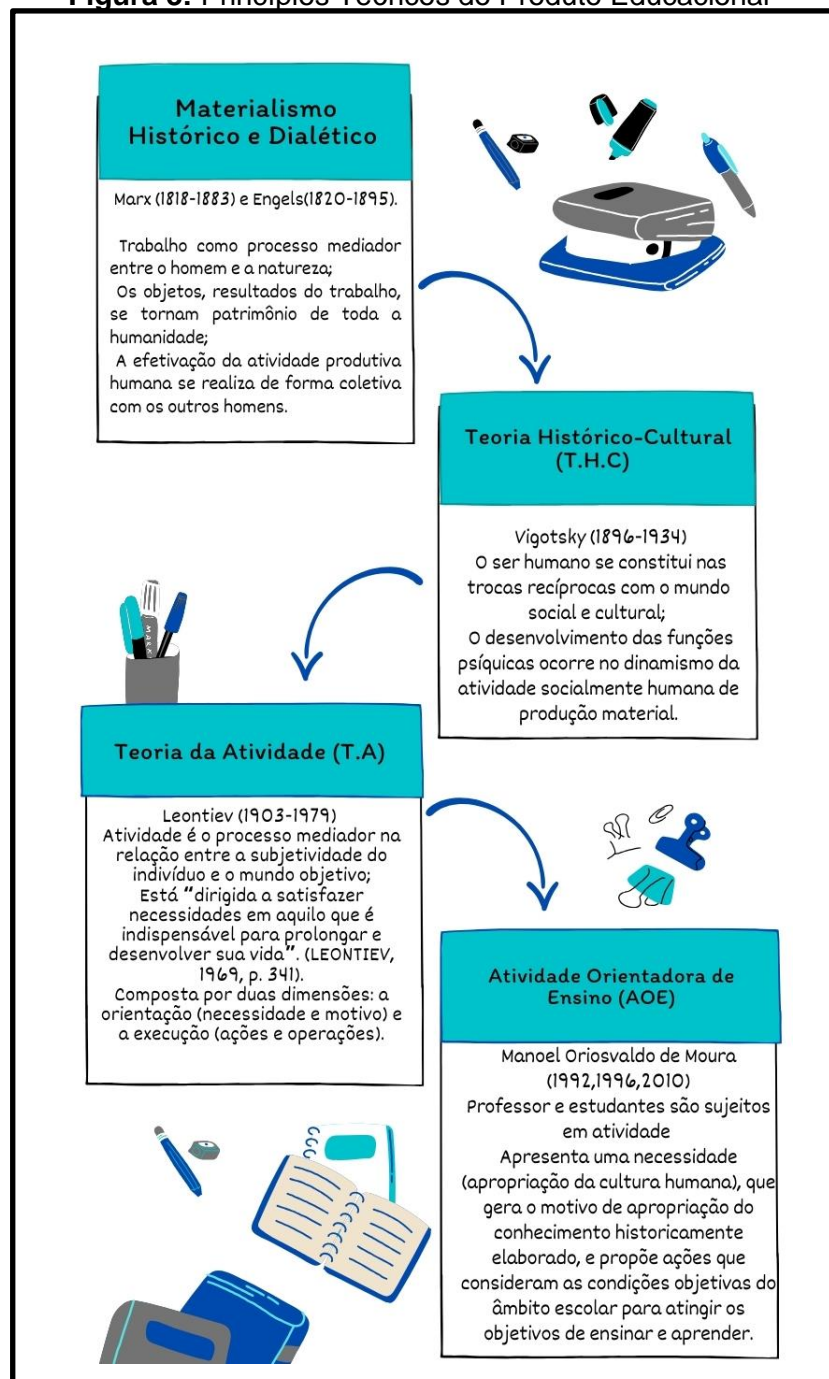 Figura 3: Princípios Teóricos do Produto Educacional
Materialismo
Histórico e Dialético
Marx (1818-1883) e Engels(1820-1895).
Trabalho como processo mediador
entre o homem e a natureza;
Os objetos, resultados do trabalho,
se tornam patrimônio de toda a
humanidade;
A efetivação da atividade produtiva
humana se realiza de forma coletiva
com os outros homens.
Teoria Histórico-Cultural
(T.H.C)
Vigotsky (1896-1934)
O ser humano se constitui nas
trocas recíprocas com o mundo
social e cultural;
O desenvolvimento das funções
psíquicas ocorre no dinamismo da
atividade socialmente humana de
produção material.
Teoria da Atividade (T.A)
Leontiev (1903-1979)
Atividade é o processo mediador na
relação entre a subjetividade do
indivíduo e o mundo objetivo;
Está “dirigida a satisfazer
necessidades em aquilo que é
indispensável para prolongar e
desenvolver sua vida”. (LEONTIEV,
1969, p. 341).
Composta por duas dimensões: a
orientação (necessidade e motivo) e
a execução (ações e operações).
Atividade Orientadora de
Ensino (AOE)
Manoel Oriosvaldo de Moura
(1992,1996,2010)
Professor e estudantes são sujeitos
em atividade
Apresenta uma necessidade
(apropriação da cultura humana), que
gera o motivo de apropriação do
conhecimento historicamente
elaborado, e propõe ações que
consideram as condições objetivas do
âmbito escolar para atingir os
objetivos de ensinar e aprender.